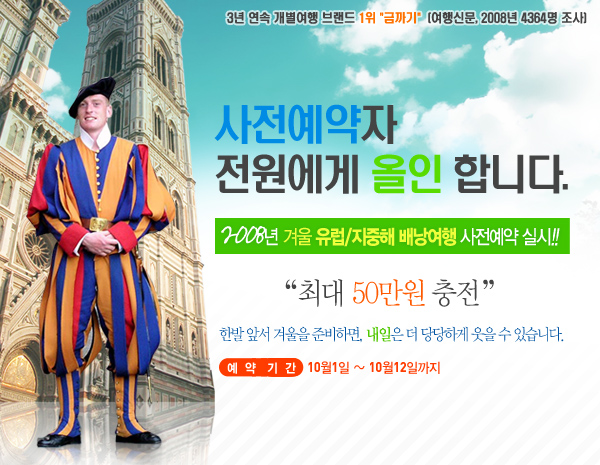 3년 연속 개별여행 브랜드 1위 "금까기" (여행신문, 2008년 4364명 조사)
사전예약자
전원에게 올인 합니다.
2008년 겨울 유럽/지중해 배낭여행 사전예약 실시!!
"최대 50만원 충전"
한발 앞서 겨울을 준비하면, 내일은 더 당당하게 웃을 수 있습니다.
예 약 기 간 10월1일 ~ 10월12일까지